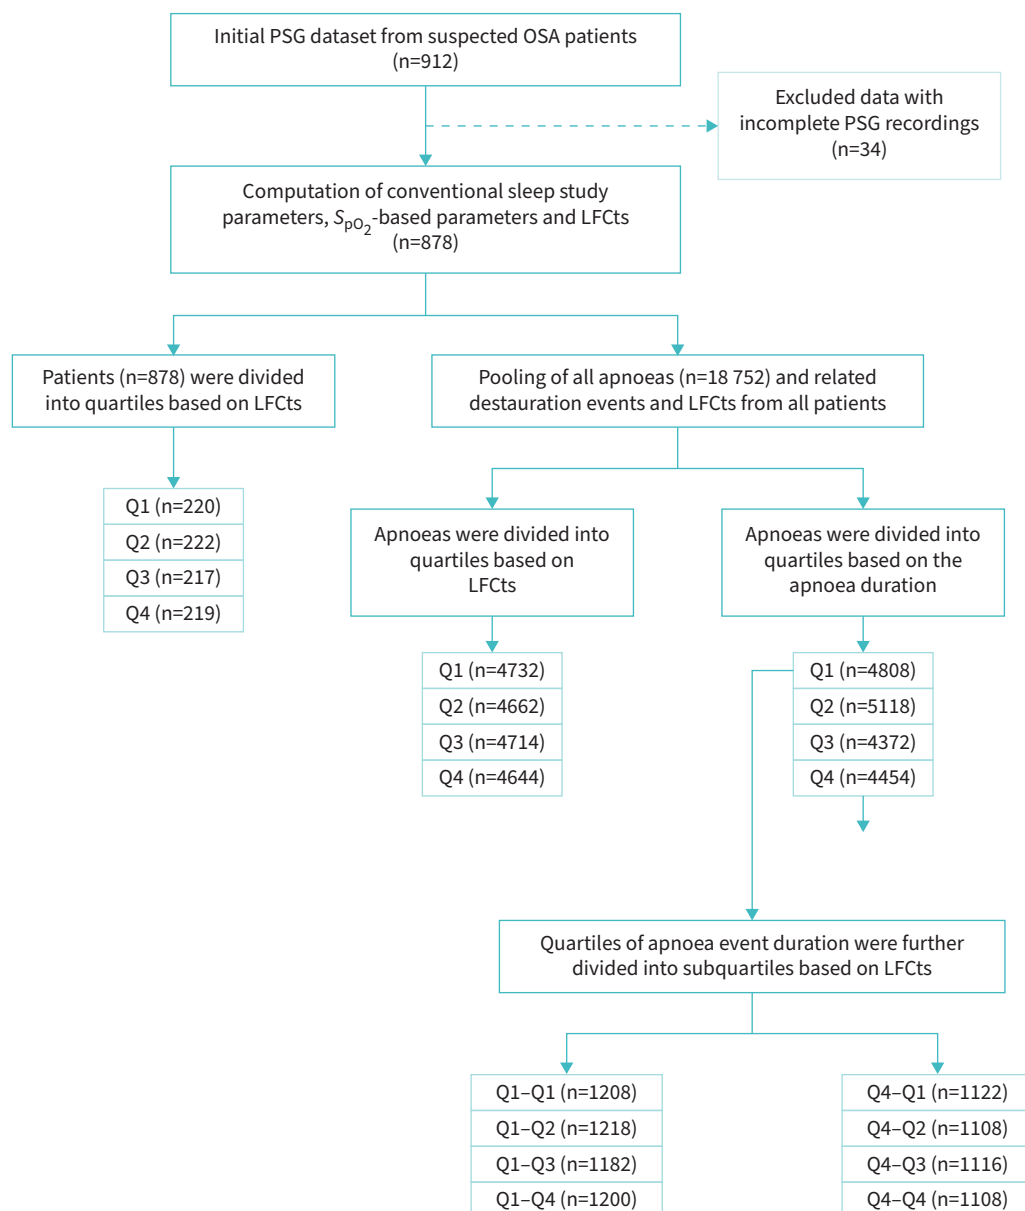 Initial PSG dataset from suspected OSA patients
(n=912)
Excluded data with
incomplete PSG recordings
(n=34)
Computation of conventional sleep study
parameters, SpO2-based parameters and LFCts
(n=878)
Patients (n=878) were divided
into quartiles based on LFCts
Pooling of all apnoeas (n=18 752) and related
destauration events and LFCts from all patients
Q1 (n=220)
Q2 (n=222)
Q3 (n=217)
Q4 (n=219)
Apnoeas were divided into
quartiles based on
LFCts
Apnoeas were divided into
quartiles based on the
apnoea duration
Q1 (n=4732)
Q2 (n=4662)
Q3 (n=4714)
Q4 (n=4644)
Q1 (n=4808)
Q2 (n=5118)
Q3 (n=4372)
Q4 (n=4454)
Quartiles of apnoea event duration were further
divided into subquartiles based on LFCts
Q1–Q1 (n=1208)
Q1–Q2 (n=1218)
Q1–Q3 (n=1182)
Q1–Q4 (n=1200)
Q4–Q1 (n=1122)
Q4–Q2 (n=1108)
Q4–Q3 (n=1116)
Q4–Q4 (n=1108)